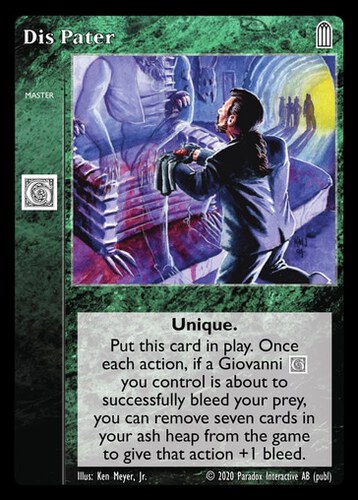 Dis Pater
MASTER
Unique.
Put this card in play. Once
each action, if a Giovanni
you control is about to
successfully bleed your prey,
you can remove seven cards in
your ash heap from the game
to give that action +1 bleed.
Illus: Ken Meyer, Jr. © 2020 Paradox Interactive AB (publ)